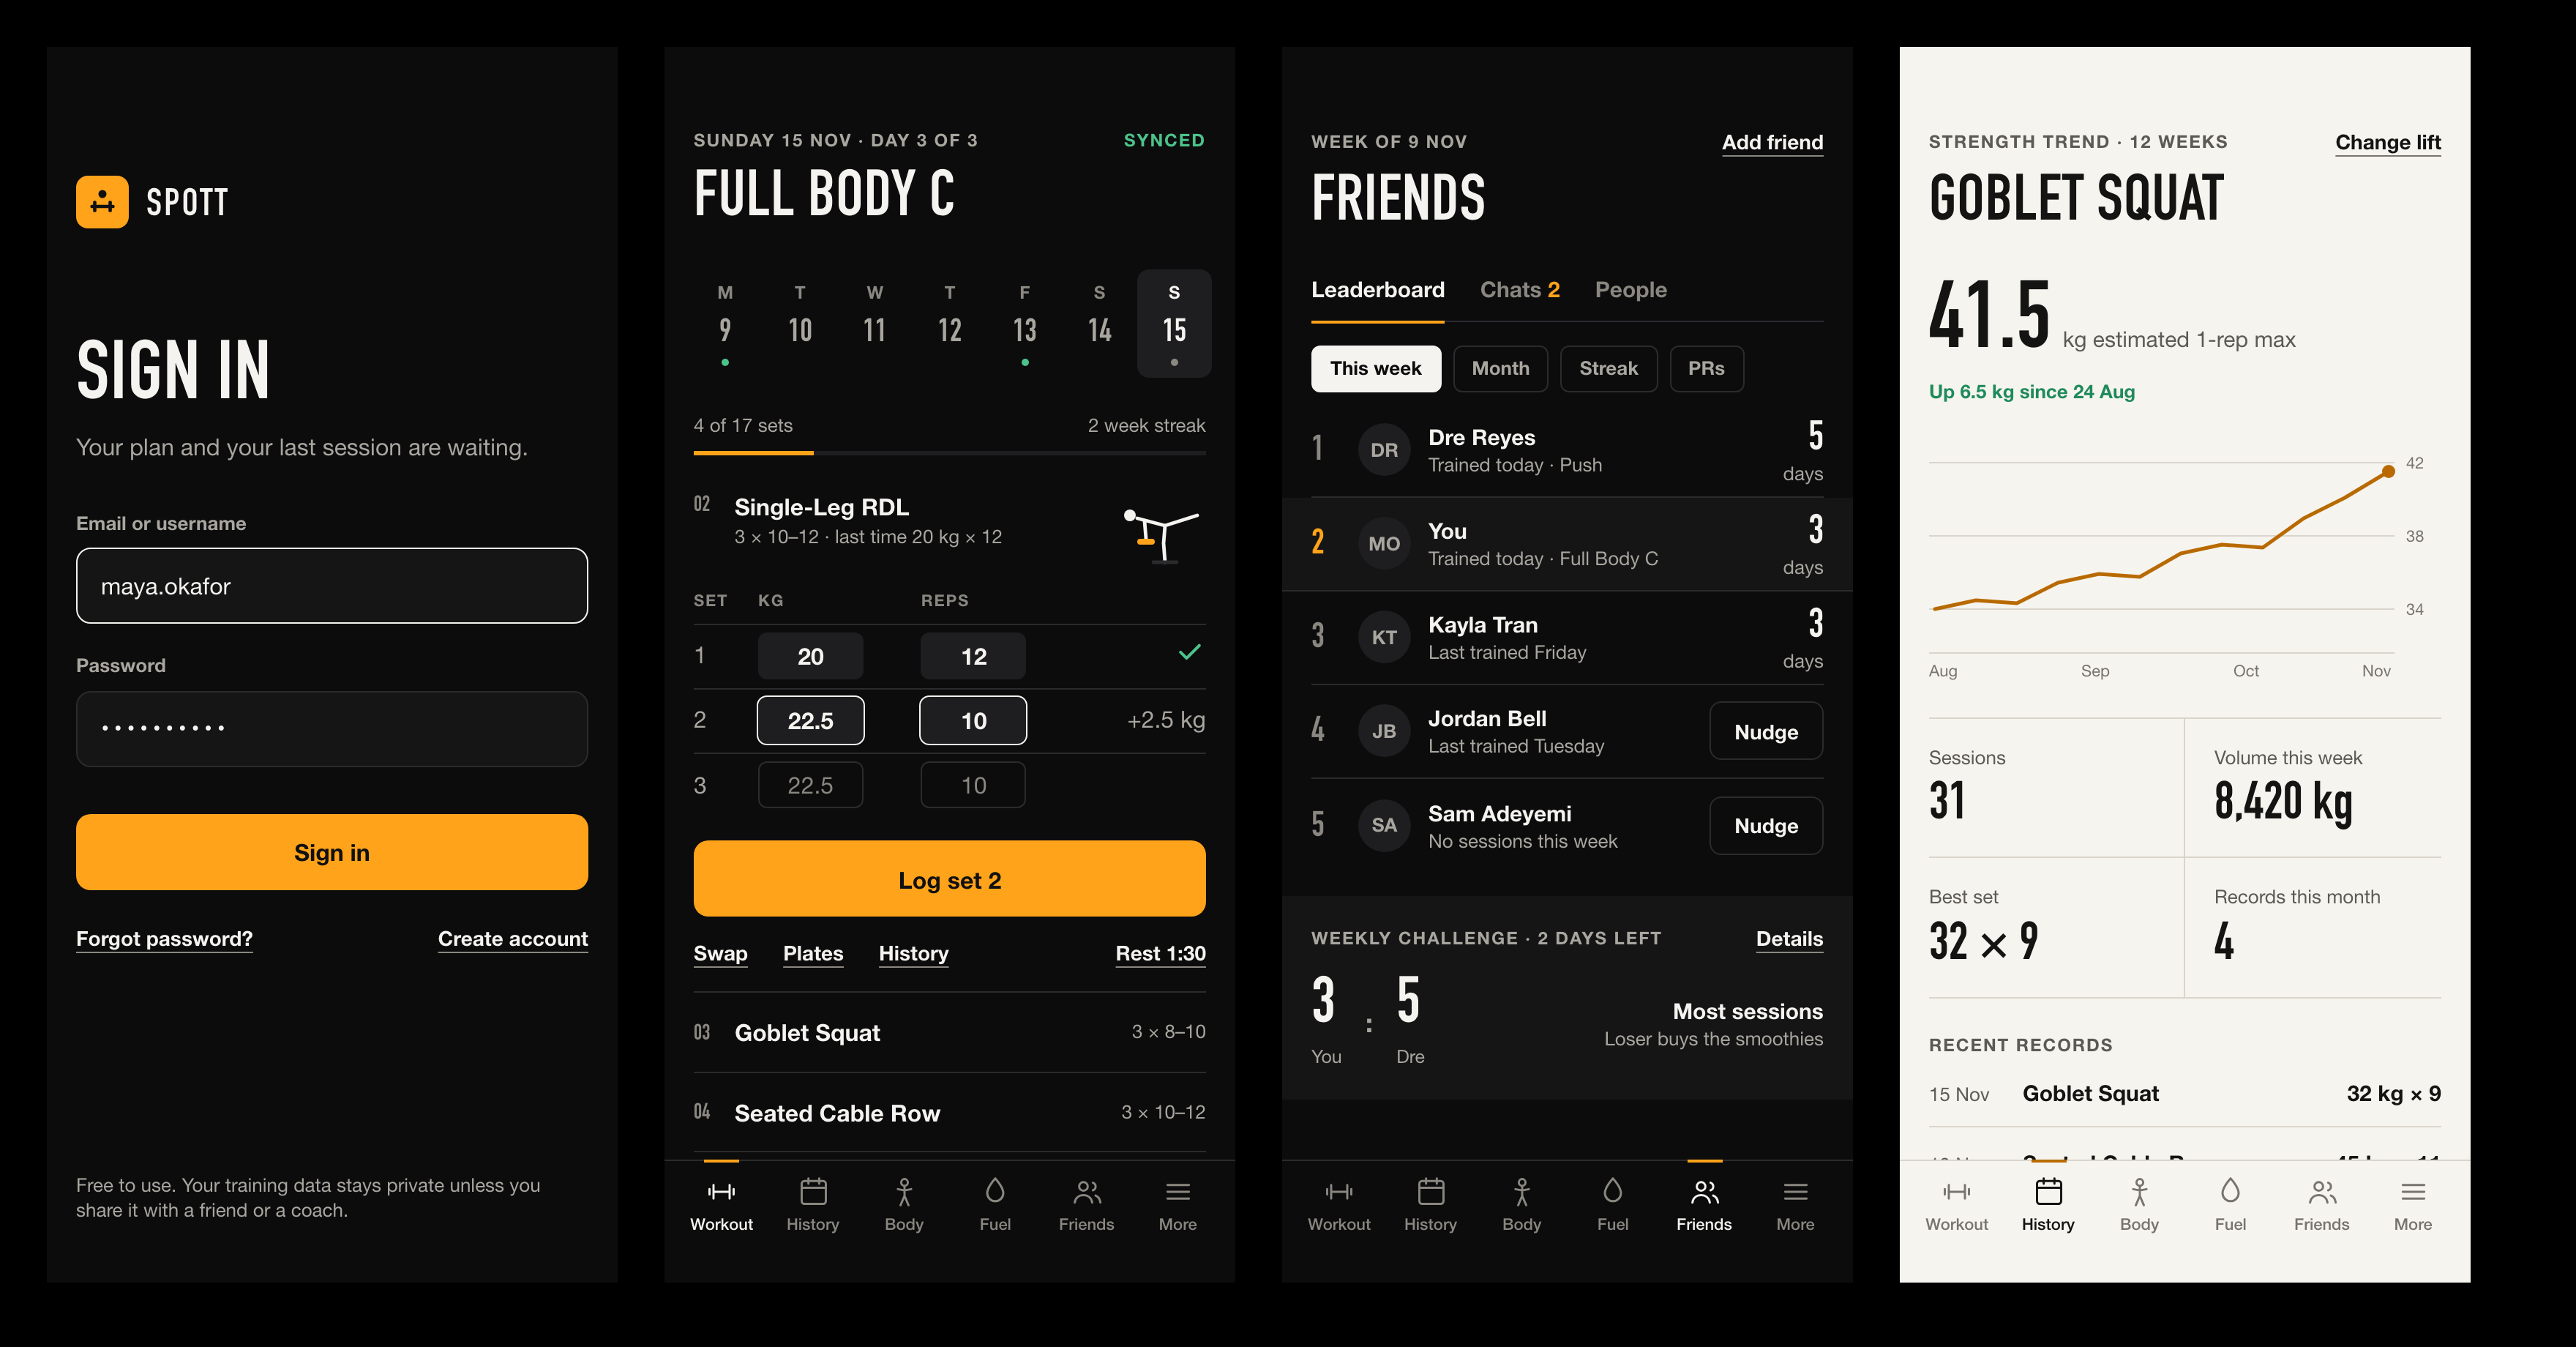 SPOTT
SIGN IN
Your plan and your last session are waiting.
Email or username
maya.okafor
Password
••••••••••
Sign in
Forgot password? Create account
Free to use. Your training data stays private unless you
share it with a friend or a coach.
SUNDAY 15 NOV · DAY 3 OF 3 SYNCED
FULL BODY C
M T W T F S S
9 10 11 12 13 14 15
4 of 17 sets 2 week streak
02 Single-Leg RDL
3 × 10–12 · last time 20 kg × 12
SET KG REPS
1 20 12
2 22.5 10 +2.5 kg
3 22.5 10
Log set 2
Swap Plates History Rest 1:30
03 Goblet Squat 3 × 8–10
04 Seated Cable Row 3 × 10–12
Workout History Body Fuel Friends More
WEEK OF 9 NOV Add friend
FRIENDS
Leaderboard Chats 2 People
This week Month Streak PRs
1 DR Dre Reyes 5
Trained today · Push days
2 MO You 3
Trained today · Full Body C days
3 KT Kayla Tran 3
Last trained Friday days
4 JB Jordan Bell Nudge
Last trained Tuesday
5 SA Sam Adeyemi Nudge
No sessions this week
WEEKLY CHALLENGE · 2 DAYS LEFT Details
3 : 5 Most sessions
Loser buys the smoothies
You Dre
Workout History Body Fuel Friends More
STRENGTH TREND · 12 WEEKS Change lift
GOBLET SQUAT
41.5 kg estimated 1-rep max
Up 6.5 kg since 24 Aug
42
38
34
Aug Sep Oct Nov
Sessions Volume this week
31 8,420 kg
Best set Records this month
32 × 9 4
RECENT RECORDS
15 Nov Goblet Squat 32 kg × 9
Workout History Body Fuel Friends More